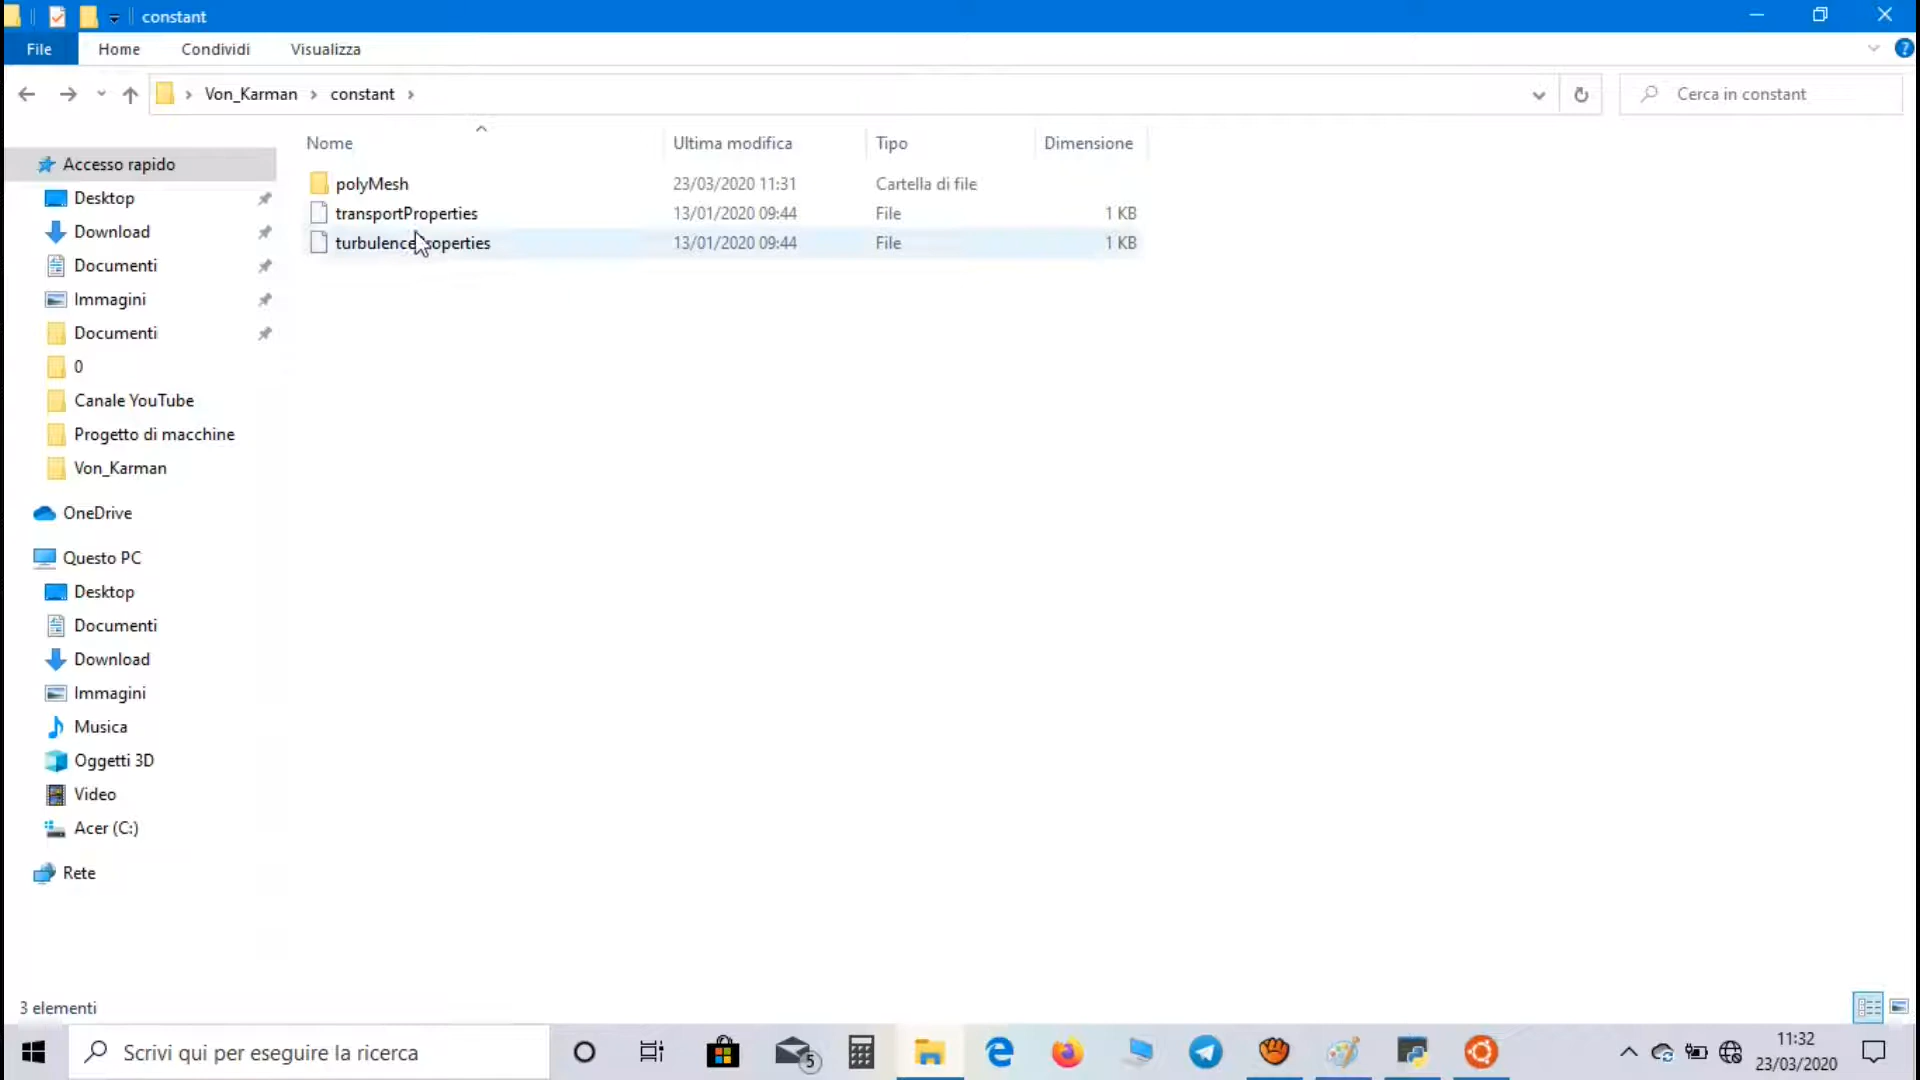 constant
File Home Condividi Visualizza
Von_Karman constant
Cerca in constant
Nome Ultima modifica Tipo Dimensione
polyMesh 23/03/2020 11:31 Cartella di file
transportProperties 13/01/2020 09:44 File 1 KB
13/01/2020 09:44 File 1 KB
Accesso rapido
Desktop
Download
Documenti
Immagini
Documenti
0
Canale YouTube
Progetto di macchine
Von_Karman
OneDrive
Questo PC
Desktop
Documenti
Download
Immagini
Musica
Oggetti 3D
Video
Acer (C:)
Rete
3 elementi
Scrivi qui per eseguire la ricerca
5
11:32
23/03/2020